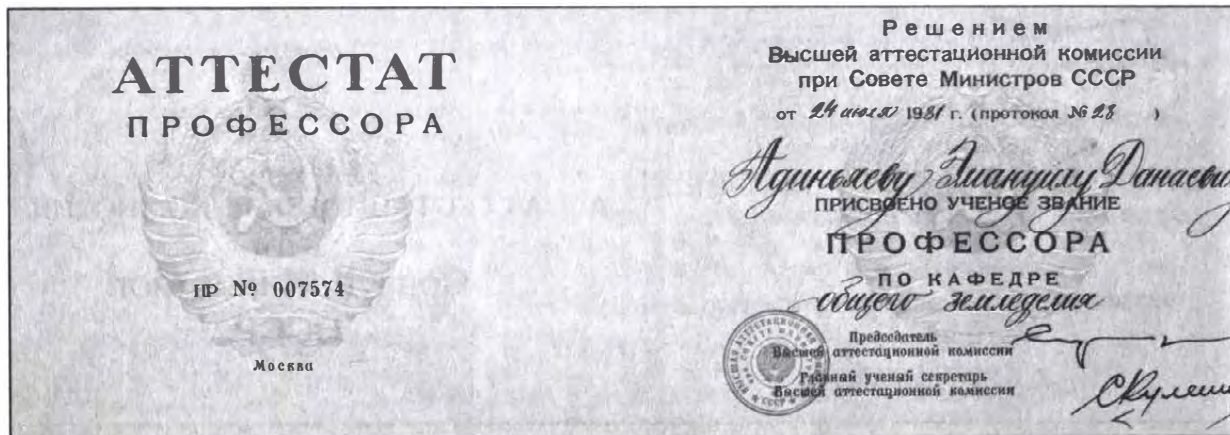 АТТЕСТАТ
ПРОФЕССОРА
ПР № 007574
Москва
Решением
Высшей аттестационной комиссии
при Совете Министров СССР
от 24 июля 1981 г. (протокол № 28 )
Адиньяеву Эмануилу Данаеви
ПРИСВОЕНО УЧЕНОЕ ЗВАНИЕ
ПРОФЕССОРА
ПО КАФЕДРЕ
общего земледелия
Председатель
Высшей аттестационной комиссии
Главный ученый секретарь
Высшей аттестационной комиссии